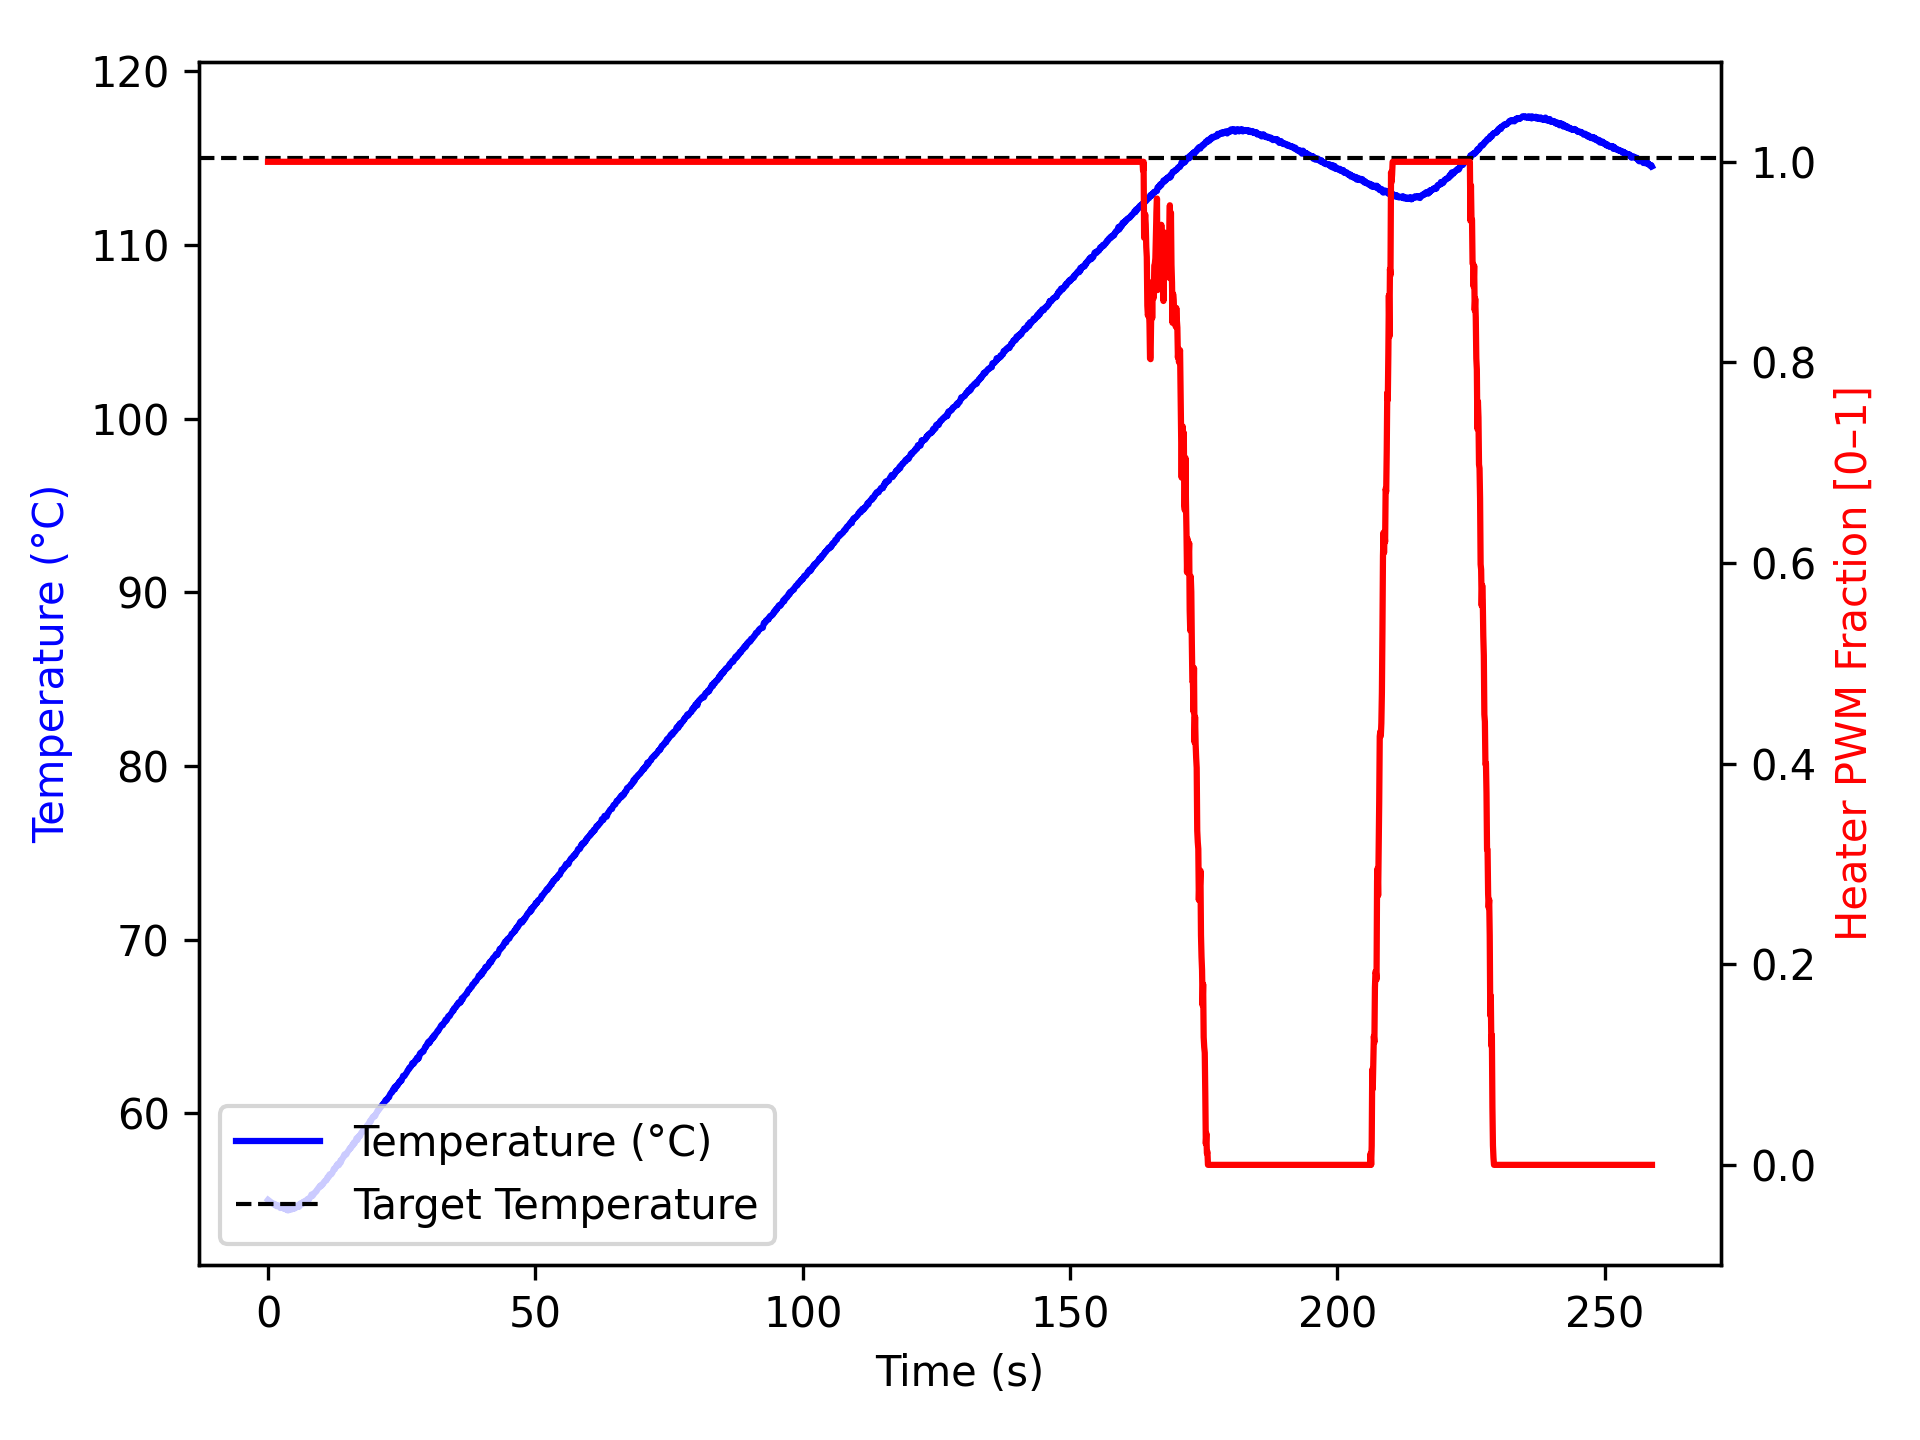 120
110
100
90
80
70
60
Temperature (°C)
1.0
0.8
0.6
0.4
0.2
0.0
Heater PWM Fraction [0–1]
Temperature (°C)
Target Temperature
0 50 100 150 200 250
Time (s)